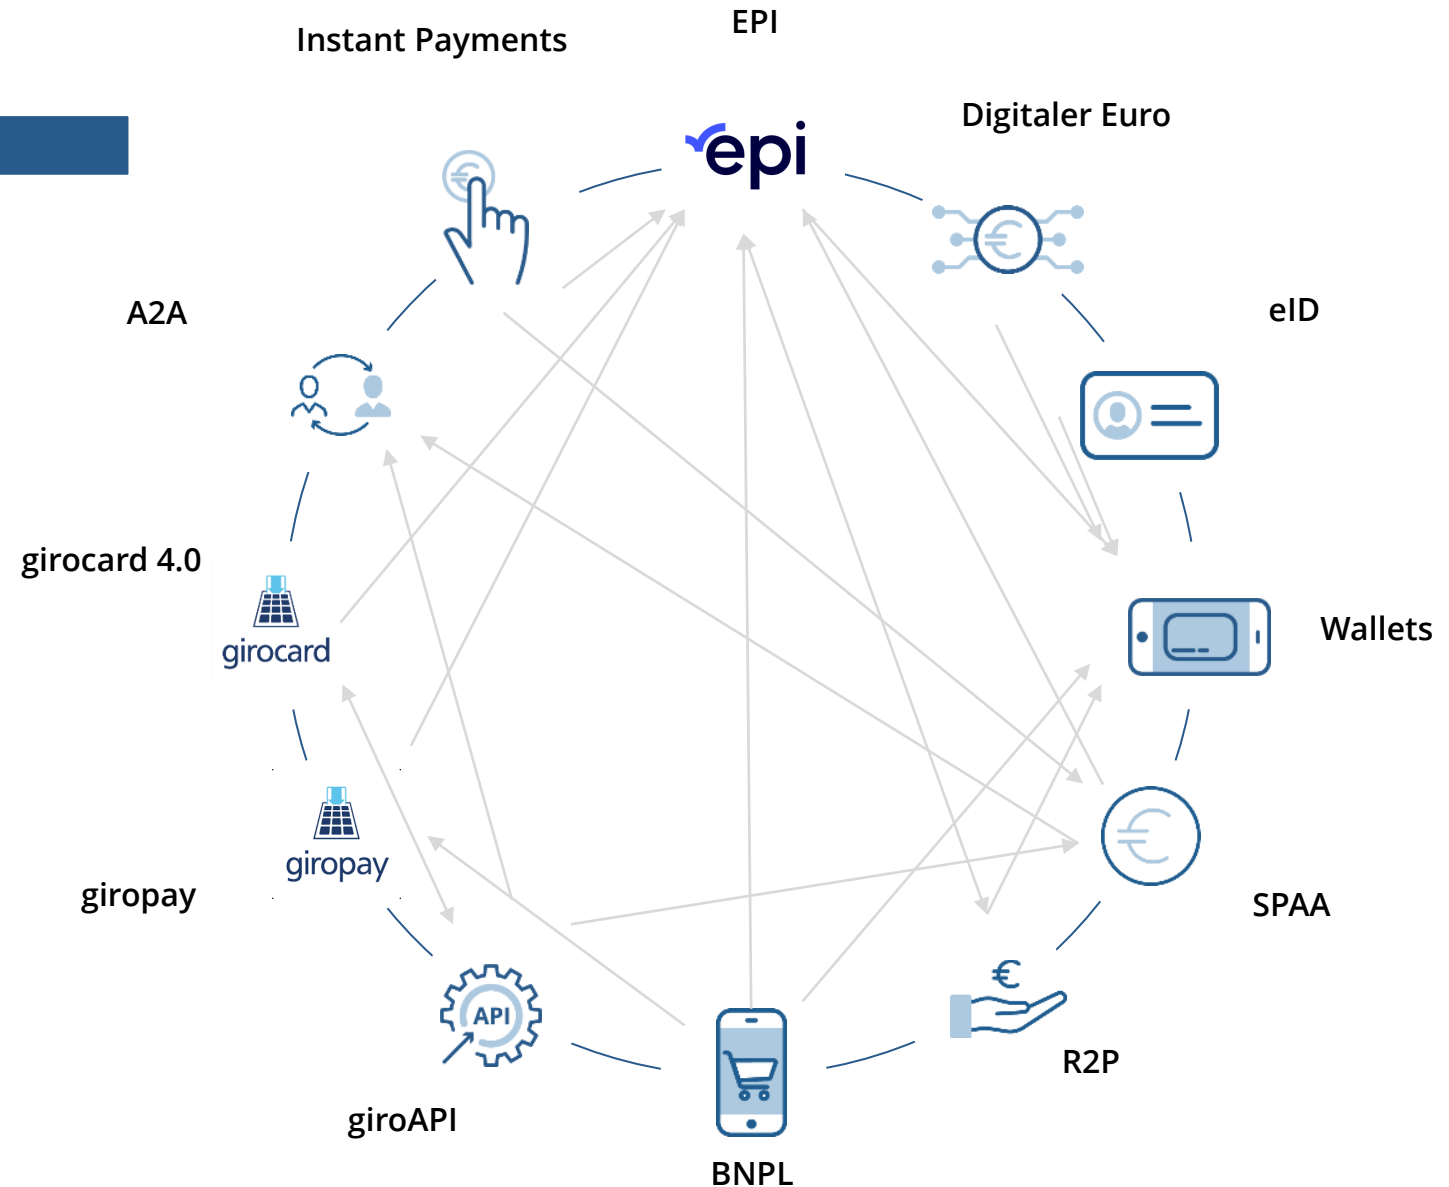 EPI
Instant Payments
Digitaler Euro
epi
A2A
eID
girocard 4.0
girocard
Wallets
giropay
giropay
SPAA
API
R2P
giroAPI
BNPL